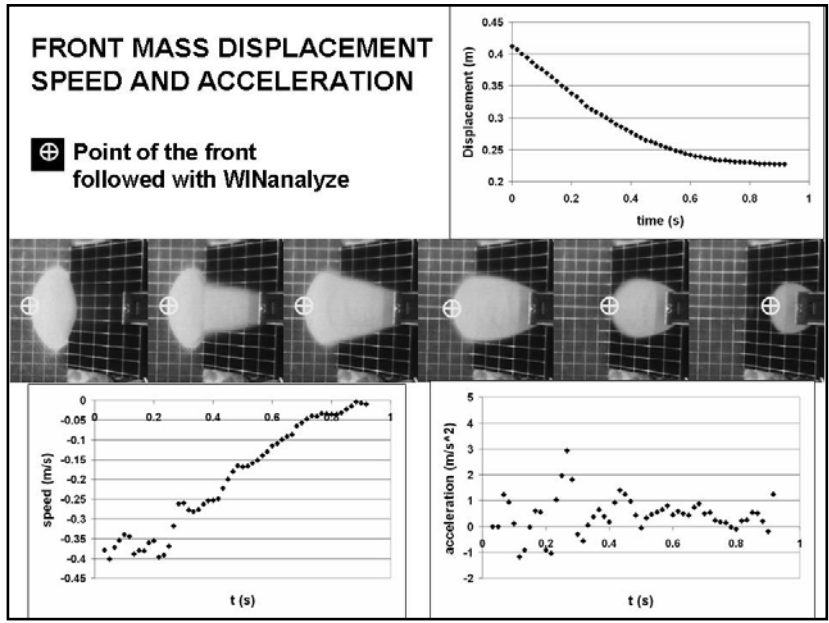 FRONT MASS DISPLACEMENT
SPEED AND ACCELERATION
Point of the front
followed with WINanalyze
Displacement (m)
0.45
0.4
0.35
0.3
0.25
0.2
0 0.2 0.4 0.6 0.8 1
time (s)
speed (m/s)
0
-0.05
-0.1
-0.15
-0.2
-0.25
-0.3
-0.35
-0.4
-0.45
0 0.2 0.4 0.6 0.8 1
t (s)
acceleration (m/s^2)
5
4
3
2
1
0
-1
-2
0 0.2 0.4 0.6 0.8 1
t (s)